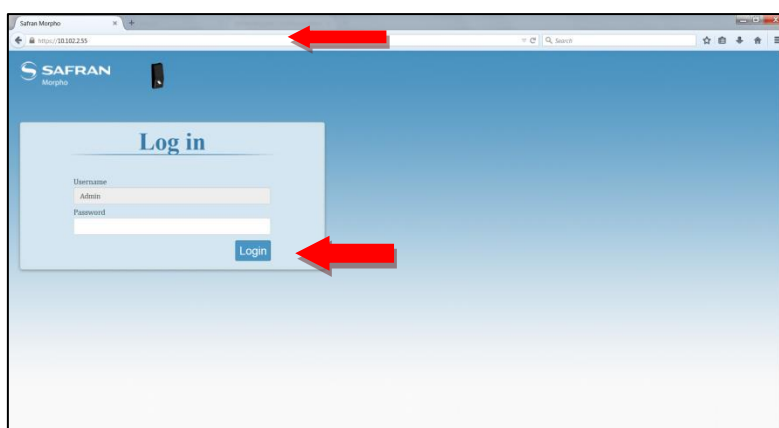 Safran Morpho
https://10.102.2.55
Search
SAFRAN
Morpho
Log in
Username
Admin
Password
Login